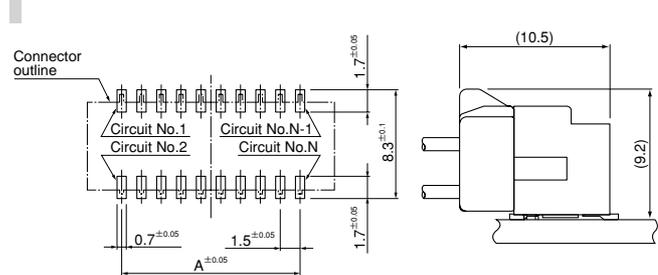 Connector
outline
Circuit No.1
Circuit No.N-1
Circuit No.2
Circuit No.N
0.7±0.05
1.5±0.05
A±0.05
1.7±0.05
8.3±0.1
1.7±0.05
(10.5)
(9.2)